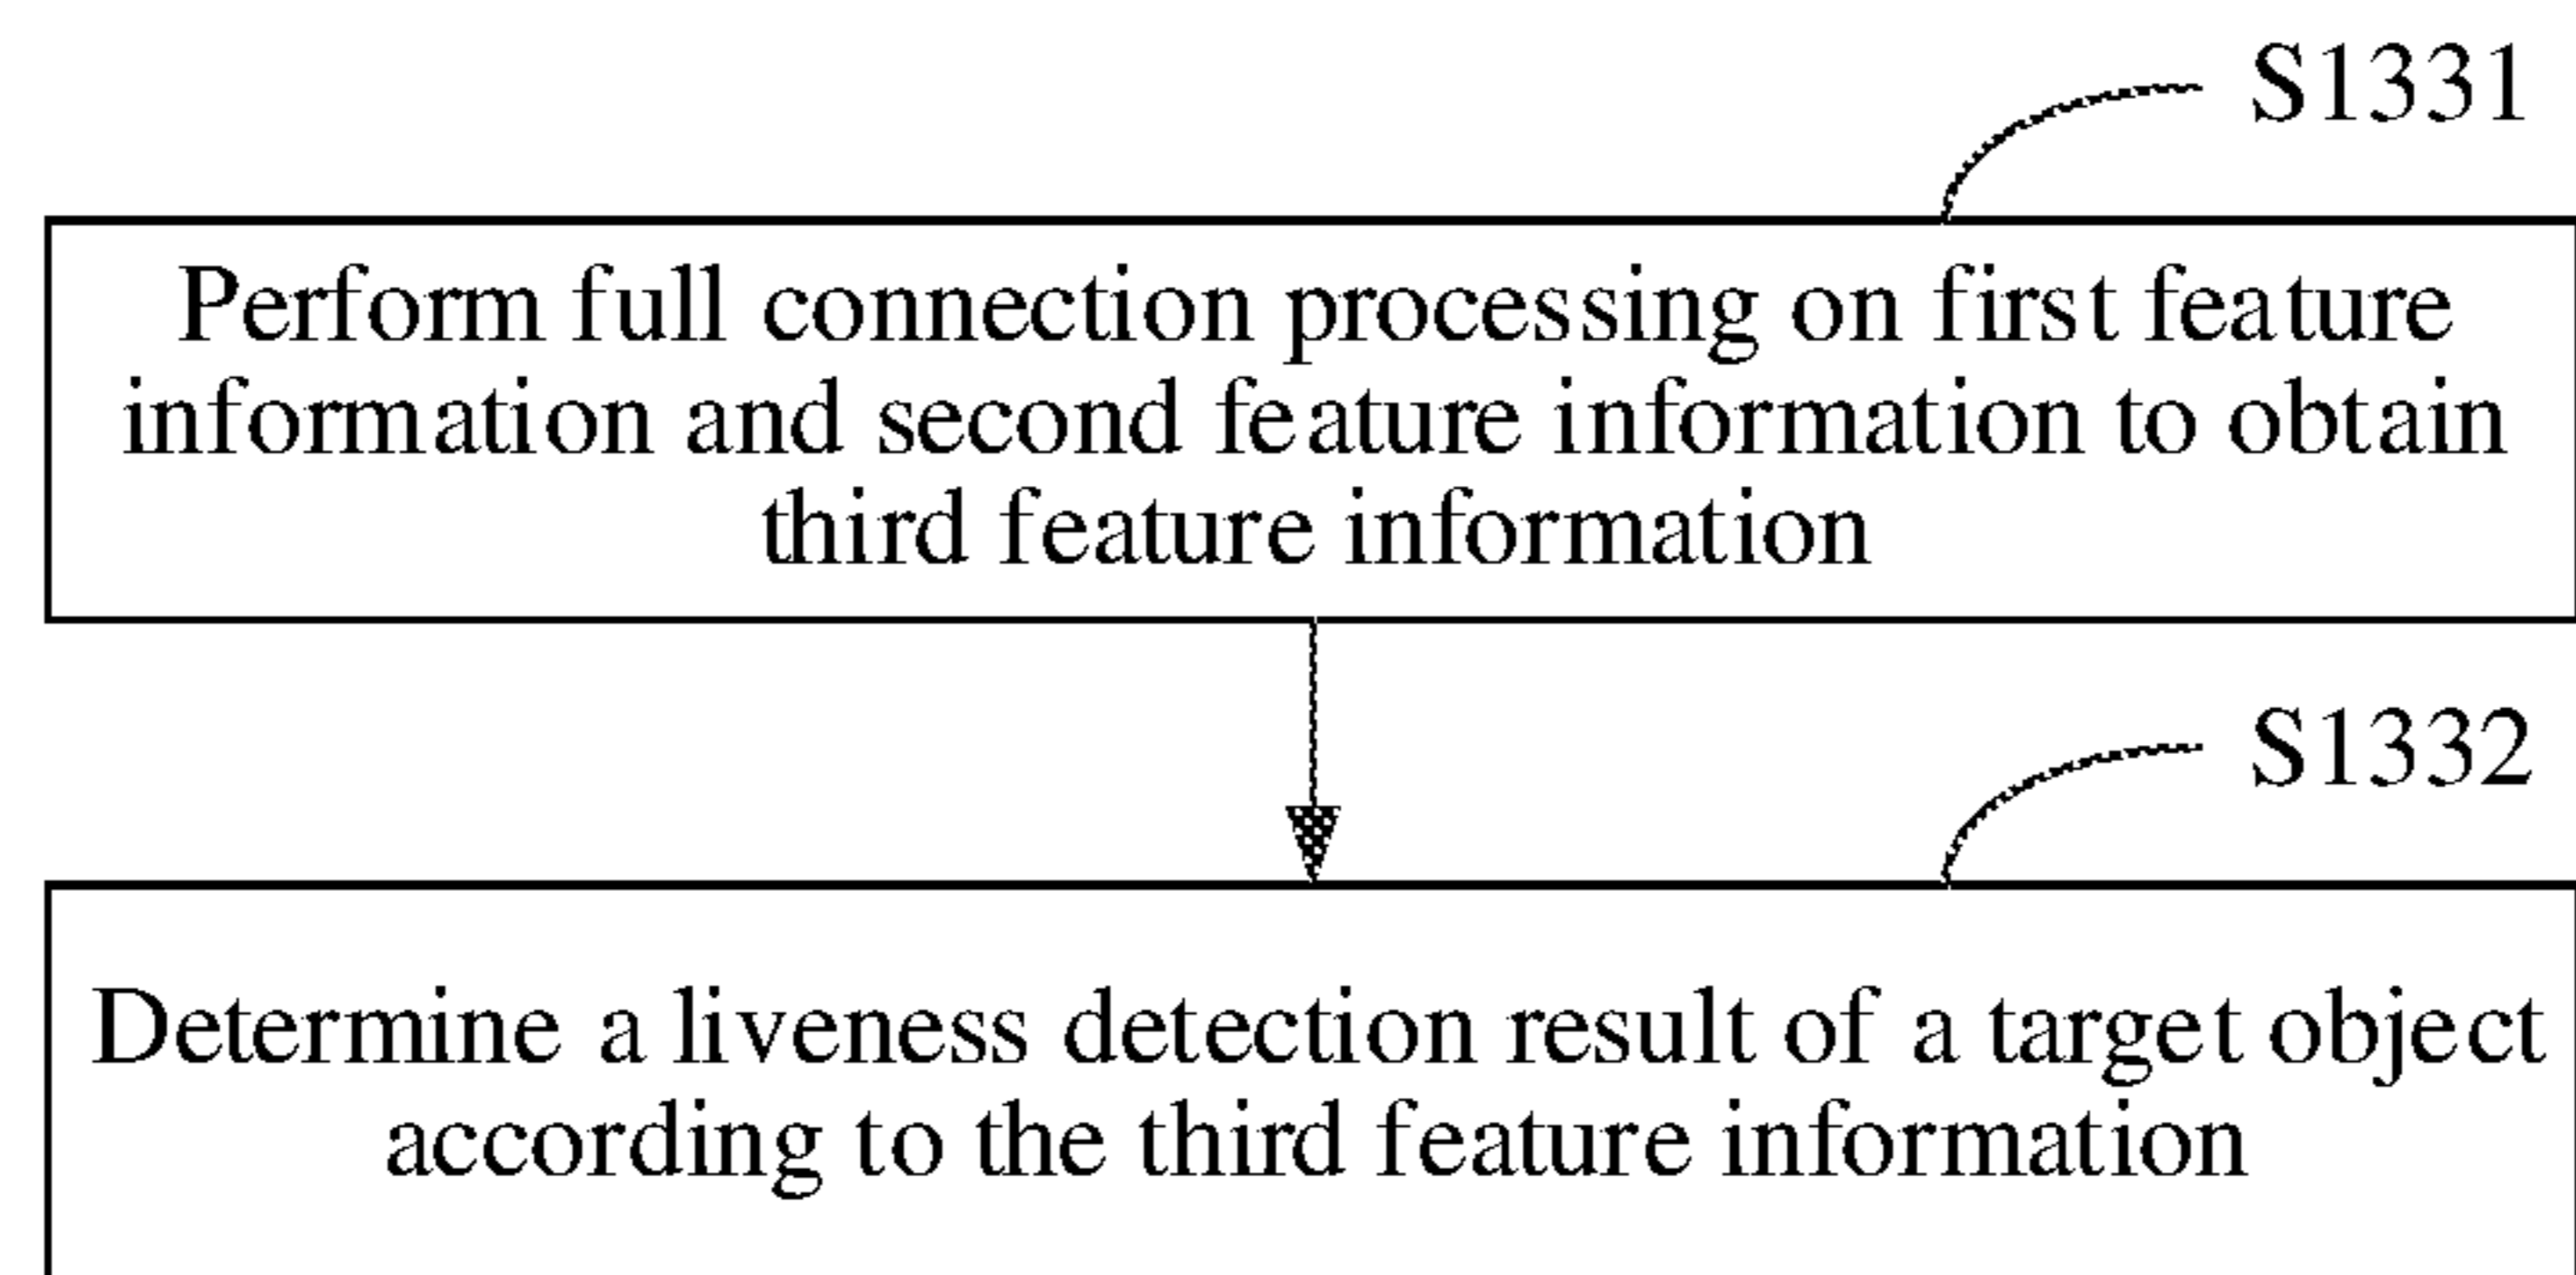 S1331
Perform full connection processing on first feature
information and second feature information to obtain
third feature information
S1332
Determine a liveness detection result of a target object
according to the third feature information